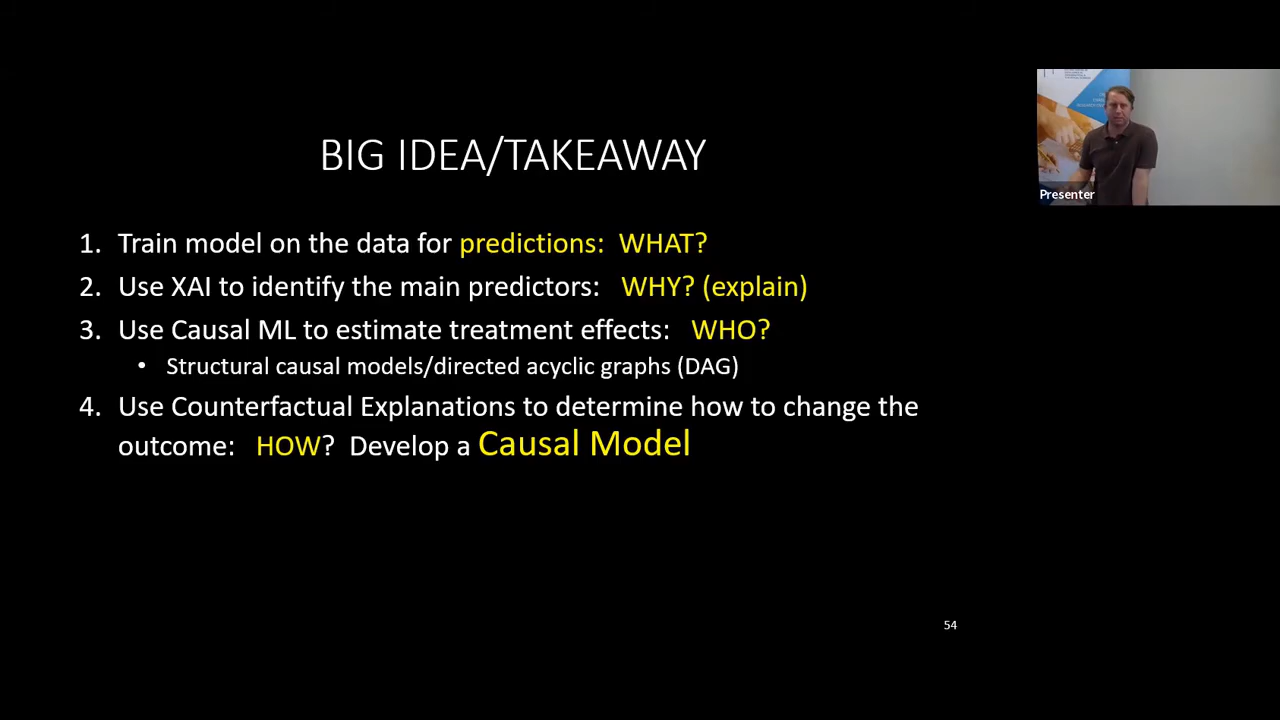 BIG IDEA/TAKEAWAY
1. Train model on the data for predictions: WHAT?
2. Use XAI to identify the main predictors: WHY? (explain)
3. Use Causal ML to estimate treatment effects: WHO?
• Structural causal models/directed acyclic graphs (DAG)
4. Use Counterfactual Explanations to determine how to change the
outcome: HOW? Develop a Causal Model
54
Presenter